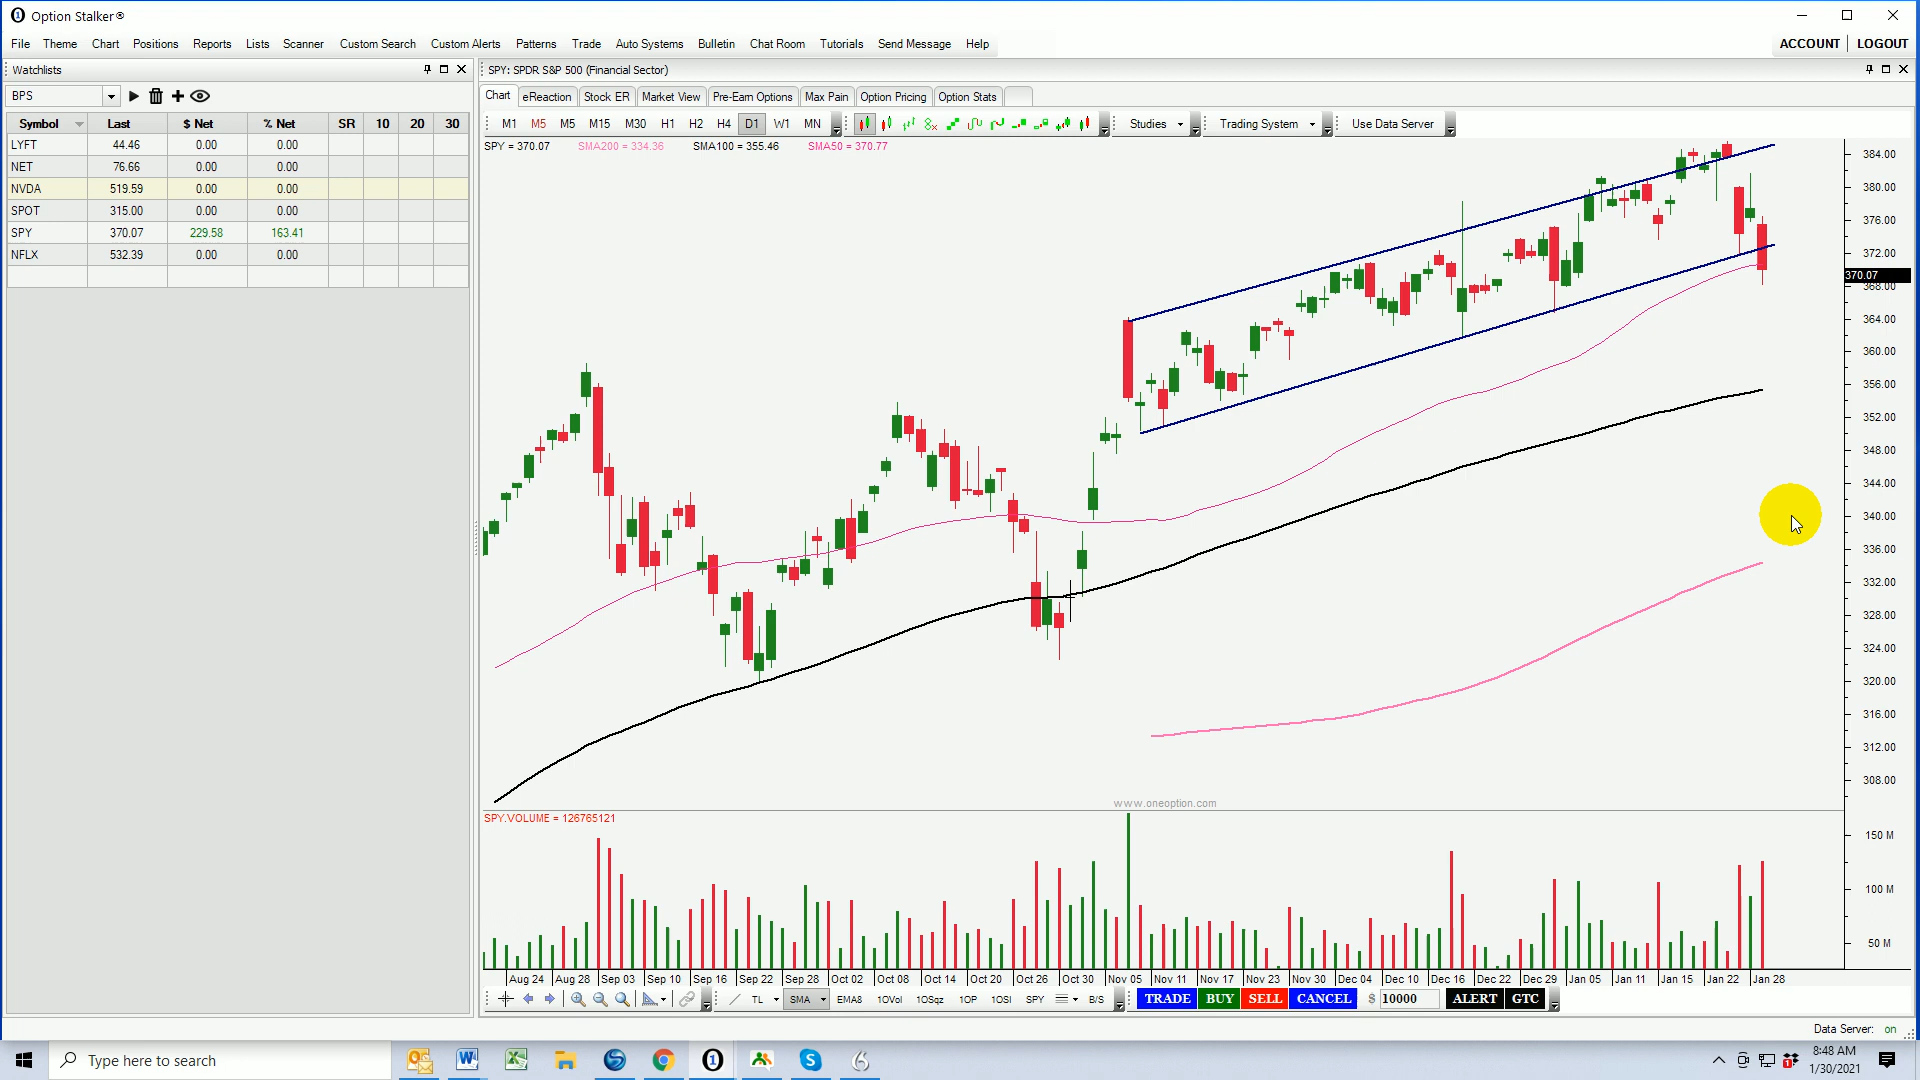 Option Stalker®
File Theme Chart Positions Reports Lists Scanner Custom Search Custom Alerts Patterns Trade Auto Systems Bulletin Chat Room Tutorials Send Message Help ACCOUNT LOGOUT
Watchlists
SPY: SPDR S&P 500 (Financial Sector)
BPS
Chart eReaction Stock ER Market View Pre-Earn Options Max Pain Option Pricing Option Stats
Symbol Last $ Net % Net SR 10 20 30
LYFT 44.46 0.00 0.00
NET 76.66 0.00 0.00
NVDA 519.59 0.00 0.00
SPOT 315.00 0.00 0.00
SPY 370.07 229.58 163.41
NFLX 532.39 0.00 0.00
M1 M5 M5 M15 M30 H1 H2 H4 D1 W1 MN Studies Trading System Use Data Server
SPY = 370.07 SMA200 = 334.36 SMA100 = 355.46 SMA50 = 370.77
384.00
380.00
376.00
372.00
370.07
368.00
364.00
360.00
356.00
352.00
348.00
344.00
340.00
336.00
332.00
328.00
324.00
320.00
316.00
312.00
308.00
www.oneoption.com
SPY.VOLUME = 126765121
150 M
100 M
50 M
Aug 24 Aug 28 Sep 03 Sep 10 Sep 16 Sep 22 Sep 28 Oct 02 Oct 08 Oct 14 Oct 20 Oct 26 Oct 30 Nov 05 Nov 11 Nov 17 Nov 23 Nov 30 Dec 04 Dec 10 Dec 16 Dec 22 Dec 29 Jan 05 Jan 11 Jan 15 Jan 22 Jan 28
TL SMA EMA8 1OVol 1OSqz 1OP 1OSI SPY B/S TRADE BUY SELL CANCEL $ 10000 ALERT GTC
Data Server: on
Type here to search
8:48 AM
1/30/2021